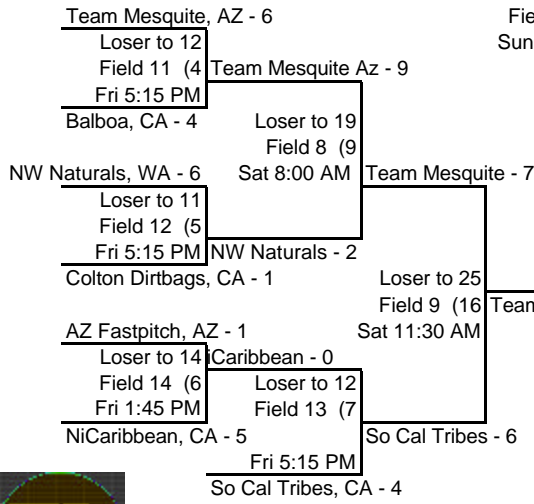 Team Mesquite, AZ - 6
Fie
Loser to 12
Sun
Field 11 (4
Team Mesquite Az - 9
Fri 5:15 PM
Balboa, CA - 4
Loser to 19
Field 8 (9
NW Naturals, WA - 6
Sat 8:00 AM
Team Mesquite - 7
Loser to 11
Field 12 (5
Fri 5:15 PM
NW Naturals - 2
Colton Dirtbags, CA - 1
Loser to 25
Field 9 (16
Team
AZ Fastpitch, AZ - 1
Sat 11:30 AM
Loser to 14
iCaribbean - 0
Field 14 (6
Loser to 12
Fri 1:45 PM
Field 13 (7
NiCaribbean, CA - 5
So Cal Tribes - 6
Fri 5:15 PM
So Cal Tribes, CA - 4